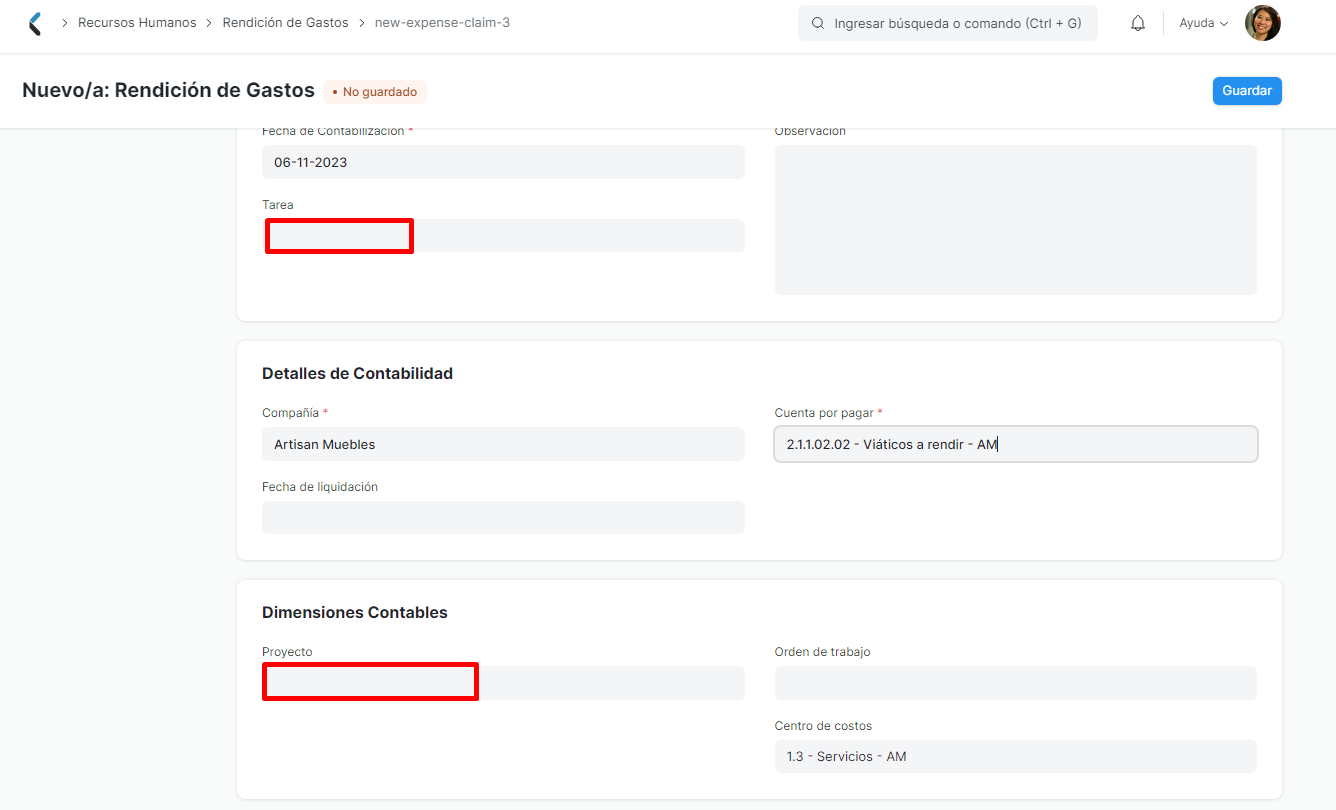 Recursos Humanos > Rendición de Gastos > new-expense-claim-3
Ingresar búsqueda o comando (Ctrl + G)
Ayuda
Nuevo/a: Rendición de Gastos
• No guardado
Guardar
Fecha de Contabilización *
06-11-2023
Tarea
Observación
Detalles de Contabilidad
Compañía *
Artisan Muebles
Fecha de liquidación
Cuenta por pagar *
2.1.1.02.02 - Viáticos a rendir - AM
Dimensiones Contables
Proyecto
Orden de trabajo
Centro de costos
1.3 - Servicios - AM